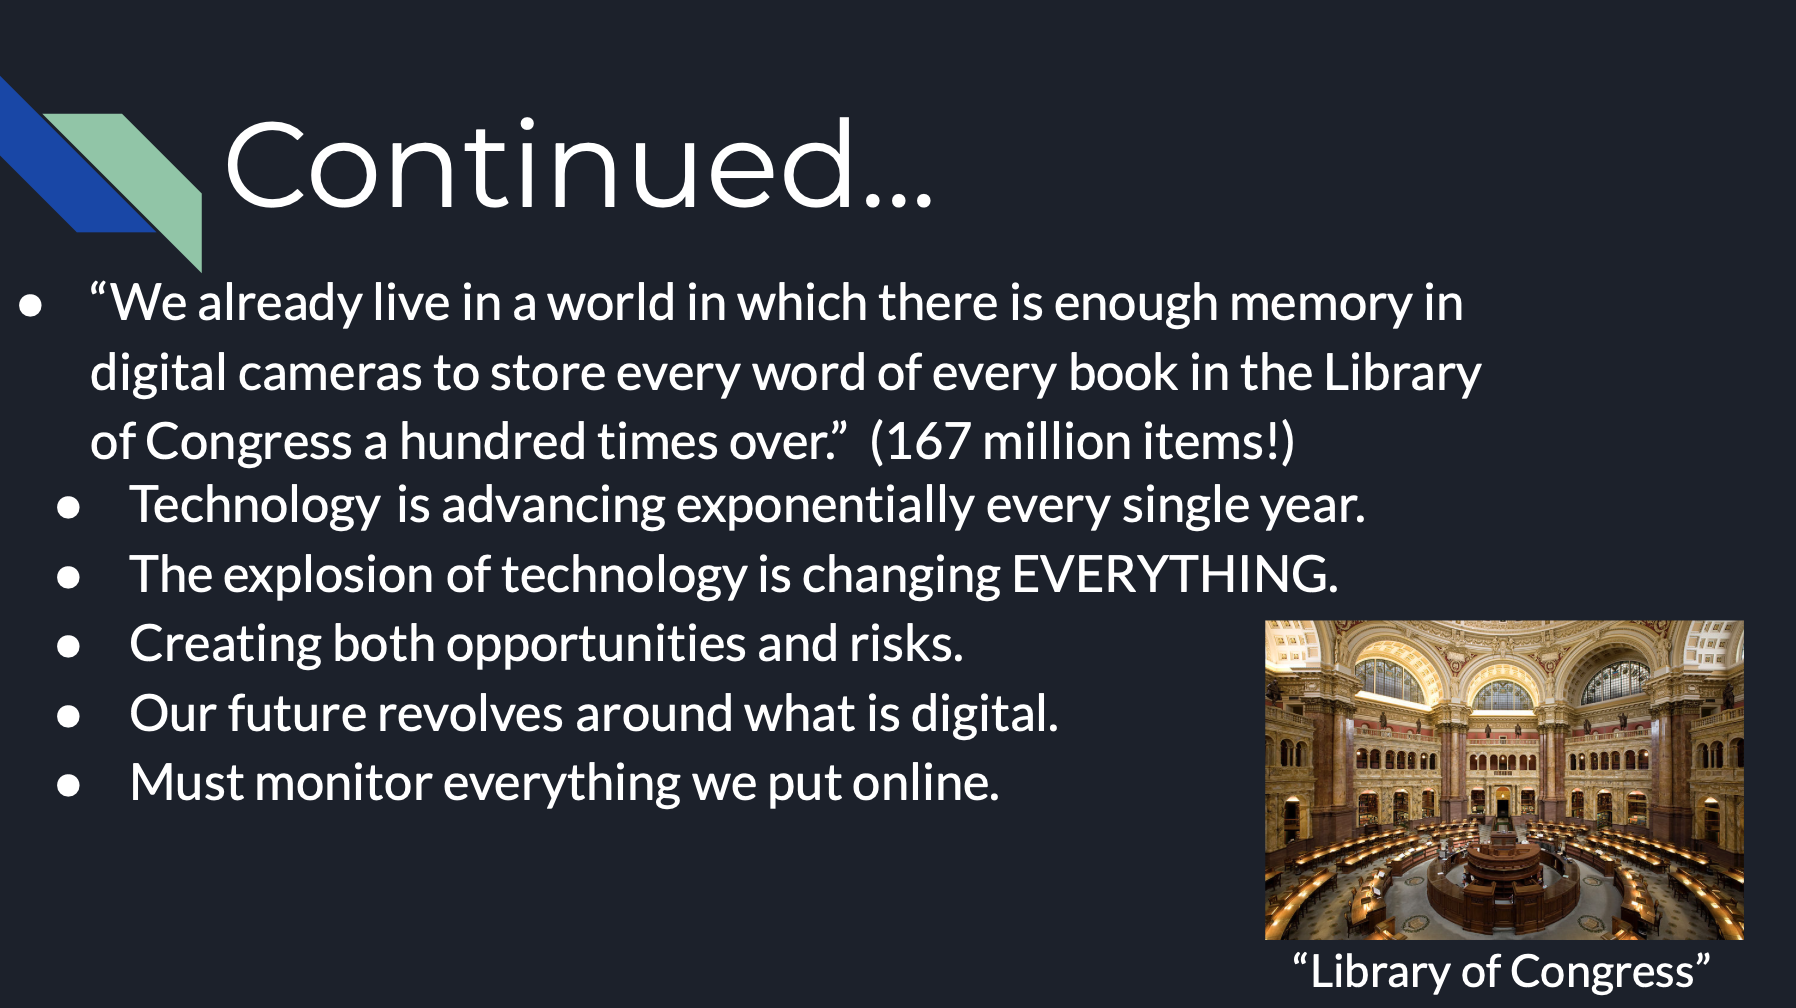 Continued...
● “We already live in a world in which there is enough memory in
digital cameras to store every word of every book in the Library
of Congress a hundred times over.” (167 million items!)
● Technology is advancing exponentially every single year.
● The explosion of technology is changing EVERYTHING.
● Creating both opportunities and risks.
● Our future revolves around what is digital.
● Must monitor everything we put online.
“Library of Congress”